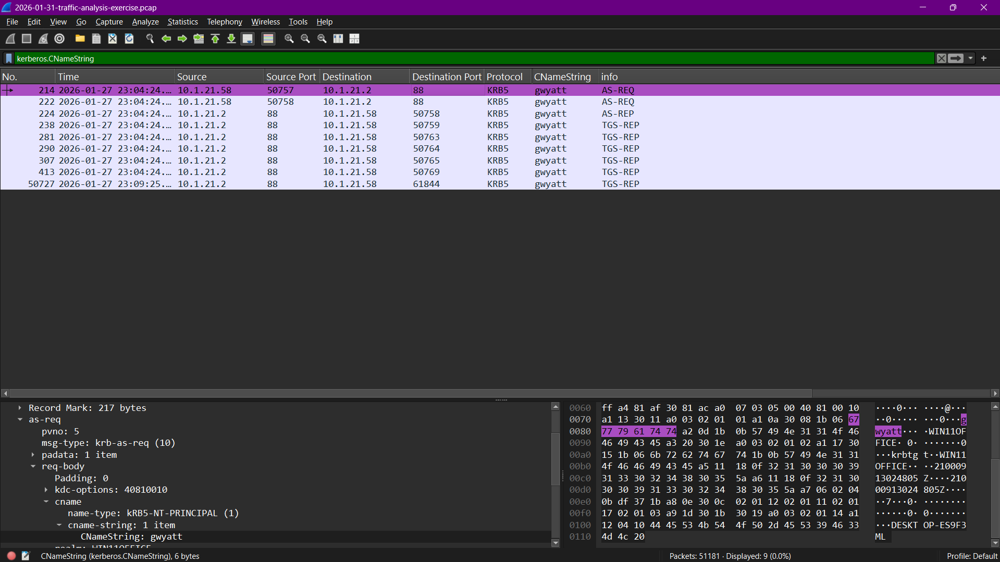 2026-01-31-traffic-analysis-exercise.pcap
File Edit View Go Capture Analyze Statistics Telephony Wireless Tools Help
kerberos.CNameString
No. Time Source Source Port Destination Destination Port Protocol CNameString info
214 2026-01-27 23:04:24.… 10.1.21.58 50757 10.1.21.2 88 KRB5 gwyatt AS-REQ
222 2026-01-27 23:04:24.… 10.1.21.58 50758 10.1.21.2 88 KRB5 gwyatt AS-REQ
224 2026-01-27 23:04:24.… 10.1.21.2 88 10.1.21.58 50758 KRB5 gwyatt AS-REP
238 2026-01-27 23:04:24.… 10.1.21.2 88 10.1.21.58 50759 KRB5 gwyatt TGS-REP
281 2026-01-27 23:04:24.… 10.1.21.2 88 10.1.21.58 50763 KRB5 gwyatt TGS-REP
290 2026-01-27 23:04:24.… 10.1.21.2 88 10.1.21.58 50764 KRB5 gwyatt TGS-REP
307 2026-01-27 23:04:24.… 10.1.21.2 88 10.1.21.58 50765 KRB5 gwyatt TGS-REP
413 2026-01-27 23:04:24.… 10.1.21.2 88 10.1.21.58 50769 KRB5 gwyatt TGS-REP
50727 2026-01-27 23:09:25.… 10.1.21.2 88 10.1.21.58 61844 KRB5 gwyatt TGS-REP
Record Mark: 217 bytes
as-req
pvno: 5
msg-type: krb-as-req (10)
padata: 1 item
req-body
Padding: 0
kdc-options: 40810010
cname
name-type: kRB5-NT-PRINCIPAL (1)
cname-string: 1 item
CNameString: gwyatt
realm: WIN11OFFICE
0060 ff a4 81 af 30 81 ac a0 07 03 05 00 40 81 00 10 ····0··· ····@···
0070 a1 13 30 11 a0 03 02 01 01 a1 0a 30 08 1b 06 67 ··0····· ···0···g
0080 77 79 61 74 74 a2 0d 1b 0b 57 49 4e 31 31 4f 46 wyatt··· ·WIN11OF
0090 46 49 43 45 a3 20 30 1e a0 03 02 01 02 a1 17 30 FICE· 0· ·······0
00a0 15 1b 06 6b 72 62 74 67 74 1b 0b 57 49 4e 31 31 ···krbtg t··WIN11
00b0 4f 46 46 49 43 45 a5 11 18 0f 32 31 30 30 30 39 OFFICE·· ··210009
00c0 31 33 30 32 34 38 30 35 5a a6 11 18 0f 32 31 30 13024805 Z····210
00d0 30 30 39 31 33 30 32 34 38 30 35 5a a7 06 02 04 00913024 805Z····
00e0 0b df 37 1b a8 0e 30 0c 02 01 12 02 01 11 02 01 ··7···0· ········
00f0 17 02 01 03 a9 1d 30 1b 30 19 a0 03 02 01 14 a1 ······0· 0·······
0100 12 04 10 44 45 53 4b 54 4f 50 2d 45 53 39 46 33 ···DESKT OP-ES9F3
0110 4d 4c 20 ML
CNameString (kerberos.CNameString), 6 bytes
Packets: 51181 · Displayed: 9 (0.0%)
Profile: Default